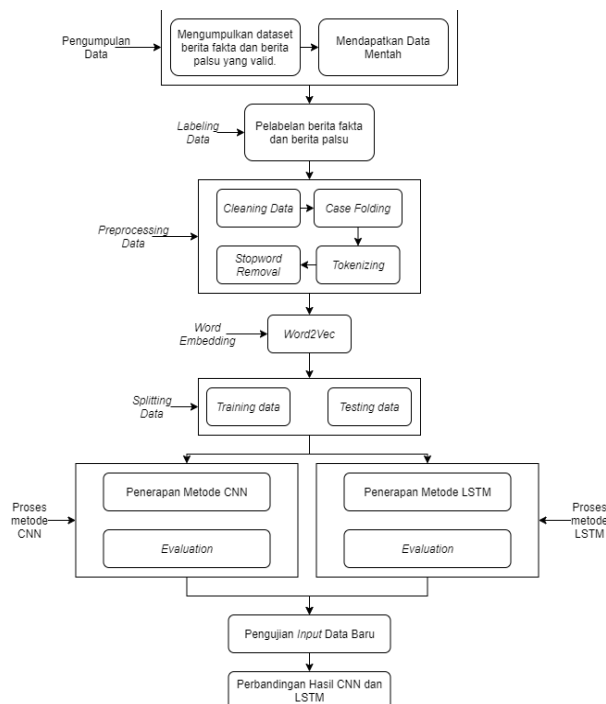 Pengumpulan
Data
Mengumpulkan dataset
berita fakta dan berita
palsu yang valid.
Mendapatkan Data
Mentah
Labeling
Data
Pelabelan berita fakta
dan berita palsu
Preprocessing
Data
Cleaning Data
Case Folding
Stopword
Removal
Tokenizing
Word
Embedding
Word2Vec
Splitting
Data
Training data
Testing data
Proses
metode
CNN
Penerapan Metode CNN
Evaluation
Penerapan Metode LSTM
Evaluation
Proses
metode
LSTM
Pengujian Input Data Baru
Perbandingan Hasil CNN dan
LSTM